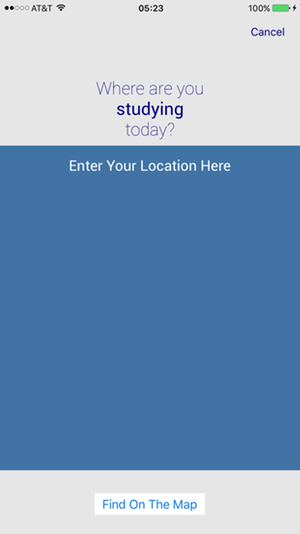 AT&T 05:23 100%
Cancel
Where are you
studying
today?
Enter Your Location Here
Find On The Map